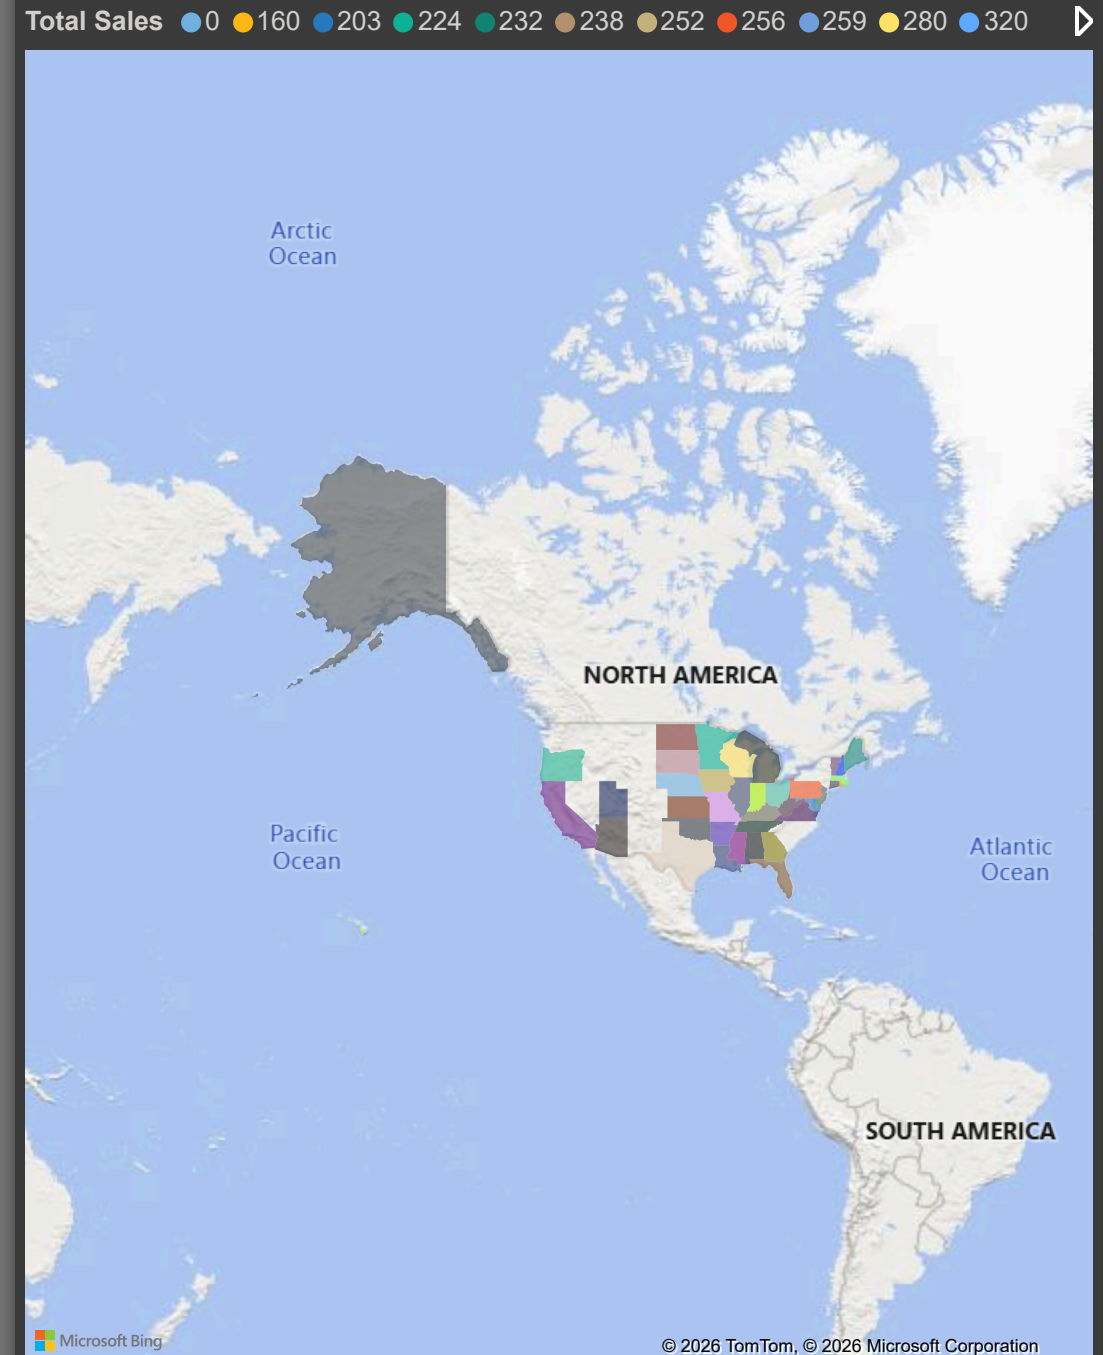 Total Sales 0 160 203 224 232 238 252 256 259 280 320
Arctic
Ocean
NORTH AMERICA
Pacific
Ocean
Atlantic
Ocean
SOUTH AMERICA
Microsoft Bing
© 2026 TomTom, © 2026 Microsoft Corporation